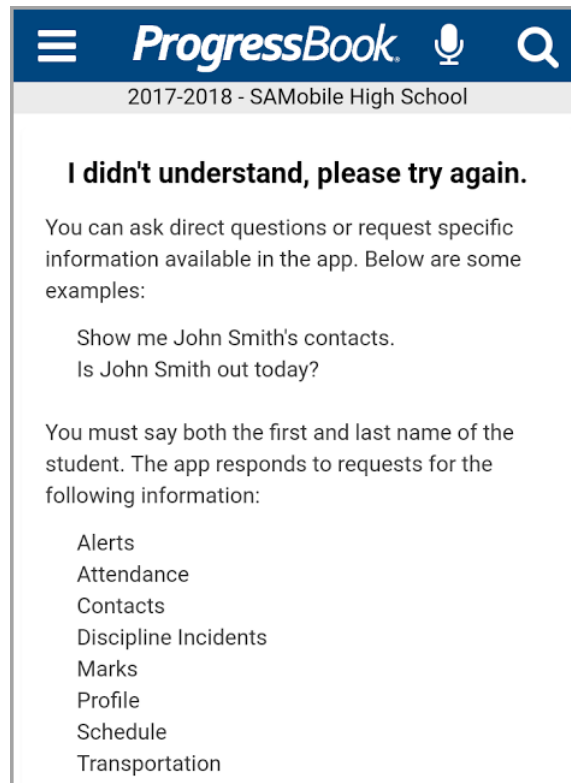 ProgressBook
2017-2018 - SAMobile High School
I didn't understand, please try again.
You can ask direct questions or request specific
information available in the app. Below are some
examples:
Show me John Smith's contacts.
Is John Smith out today?
You must say both the first and last name of the
student. The app responds to requests for the
following information:
Alerts
Attendance
Contacts
Discipline Incidents
Marks
Profile
Schedule
Transportation